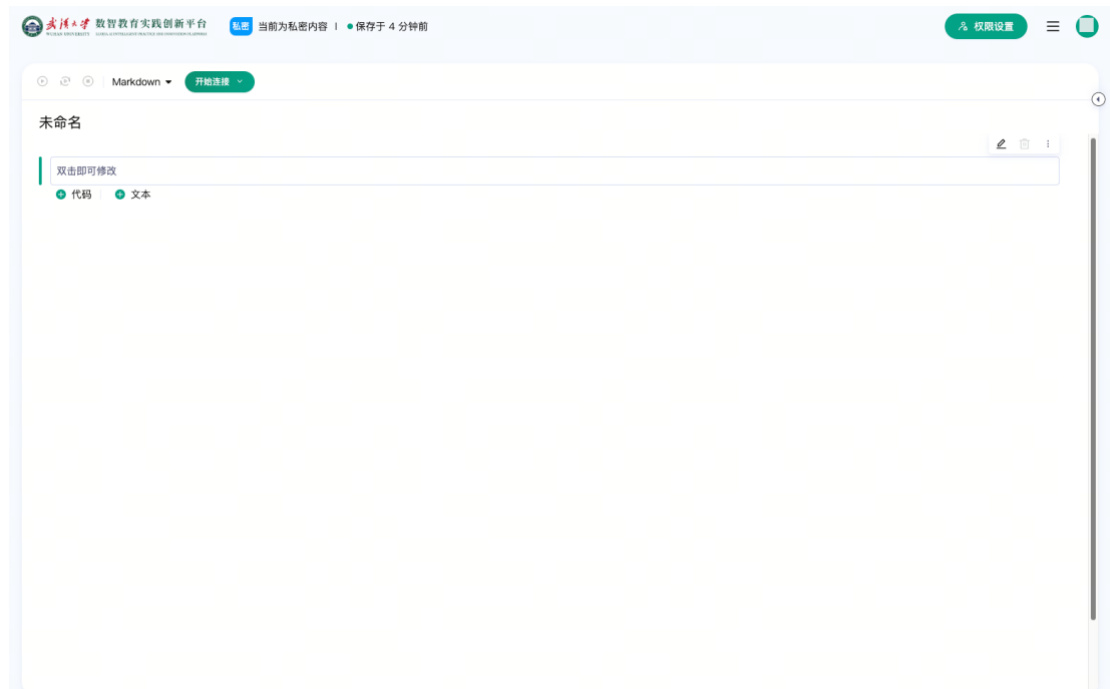 武汉大学 数智教育实践创新平台 私密 当前为私密内容 | 保存于 4 分钟前 权限设置
Markdown 开始连接
未命名
双击即可修改
代码 文本